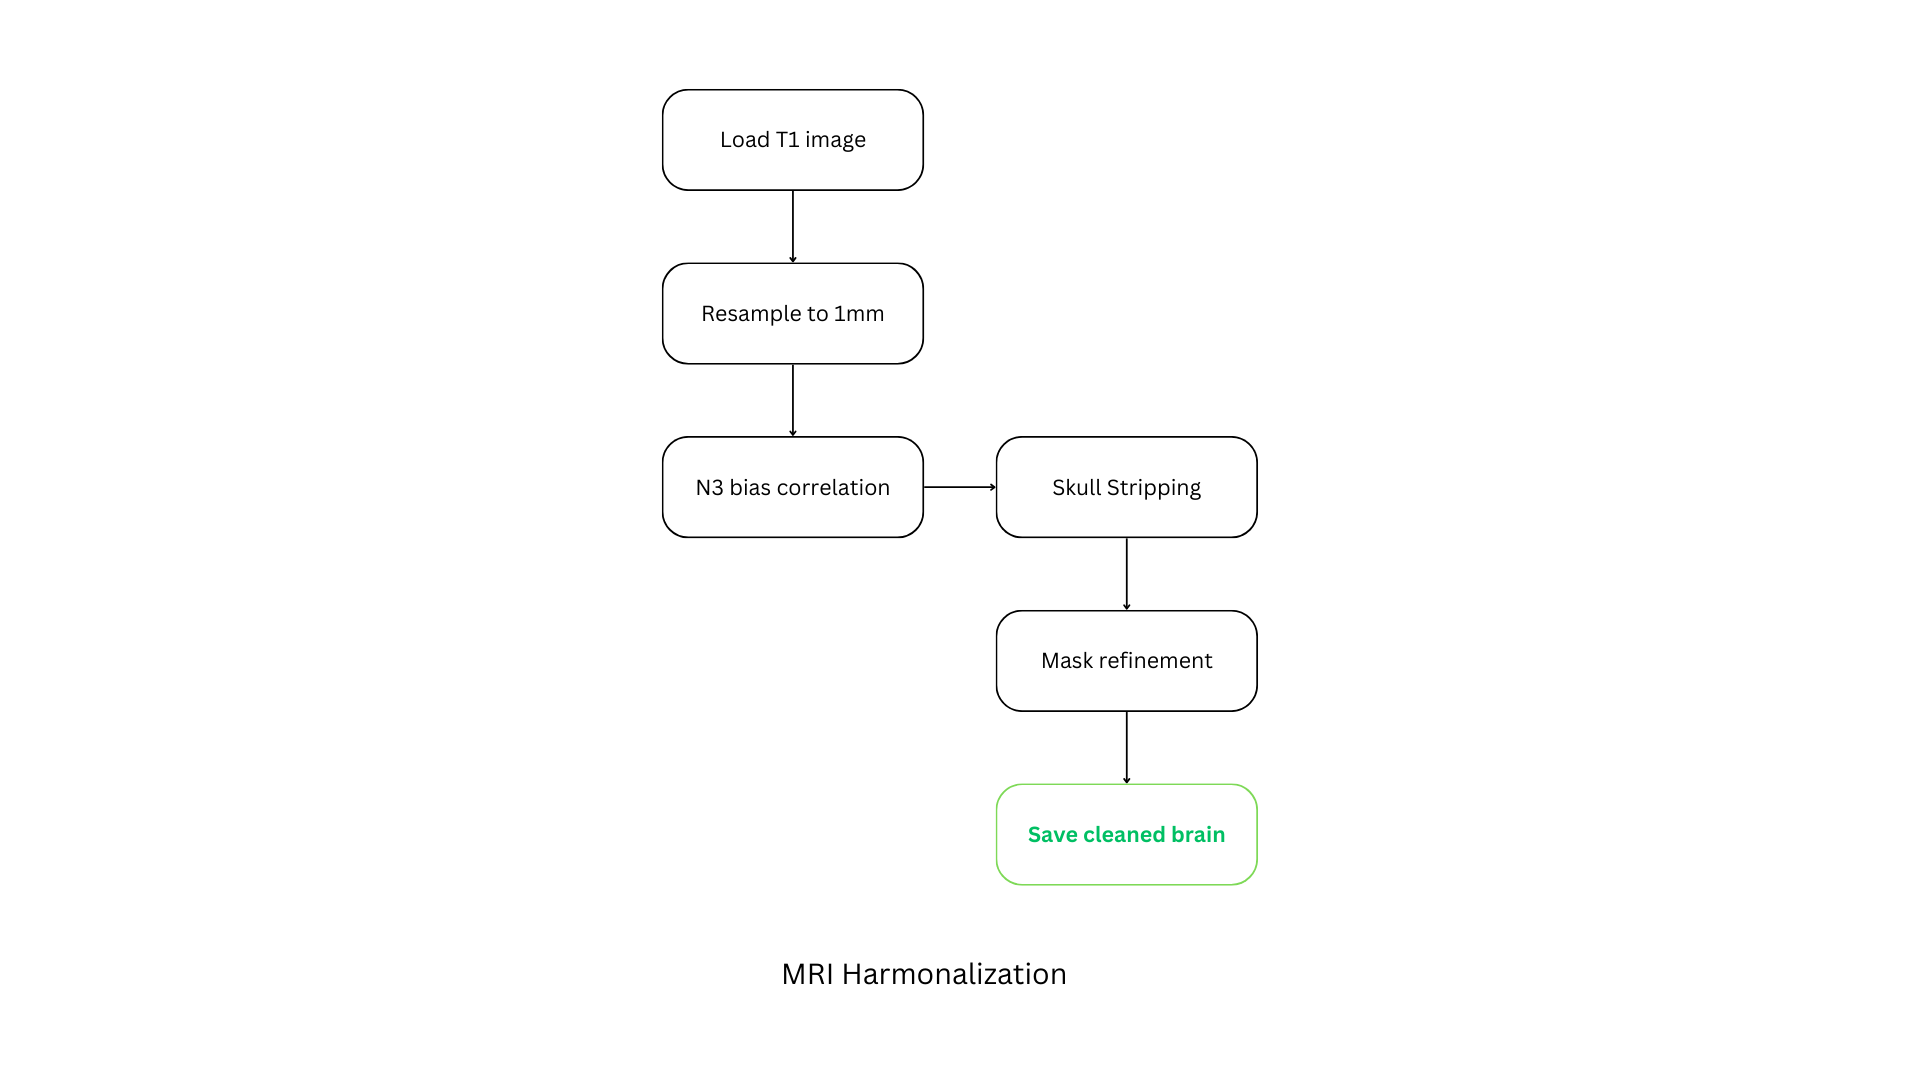 Load T1 image
Resample to 1mm
N3 bias correlation
Skull Stripping
Mask refinement
Save cleaned brain
MRI Harmonalization